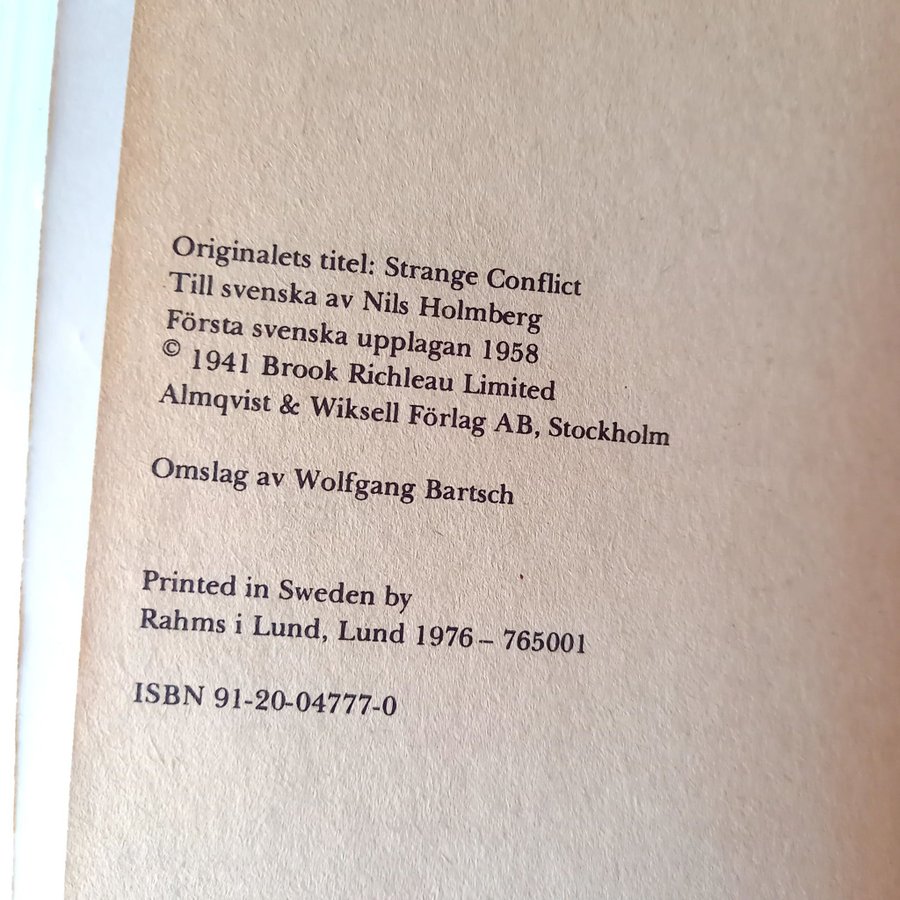 Originalets titel: Strange Conflict
Till svenska av Nils Holmberg
Första svenska upplagan 1958
© 1941 Brook Richleau Limited
Almqvist & Wiksell Förlag AB, Stockholm
Omslag av Wolfgang Bartsch
Printed in Sweden by
Rahms i Lund, Lund 1976 – 765001
ISBN 91-20-04777-0